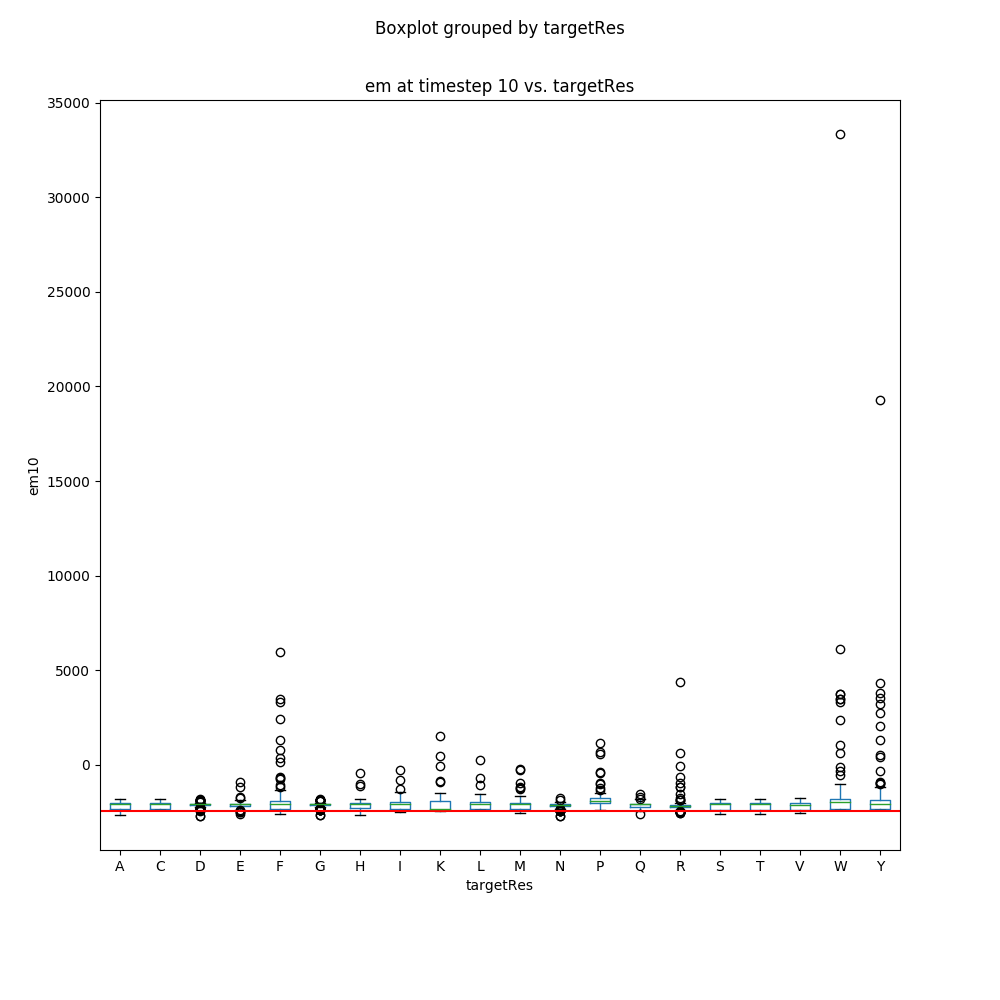 Boxplot grouped by targetRes
em at timestep 10 vs. targetRes
35000
30000
25000
20000
15000
10000
5000
0
em10
A C D E F G H I K L M N P Q R S T V W Y
targetRes